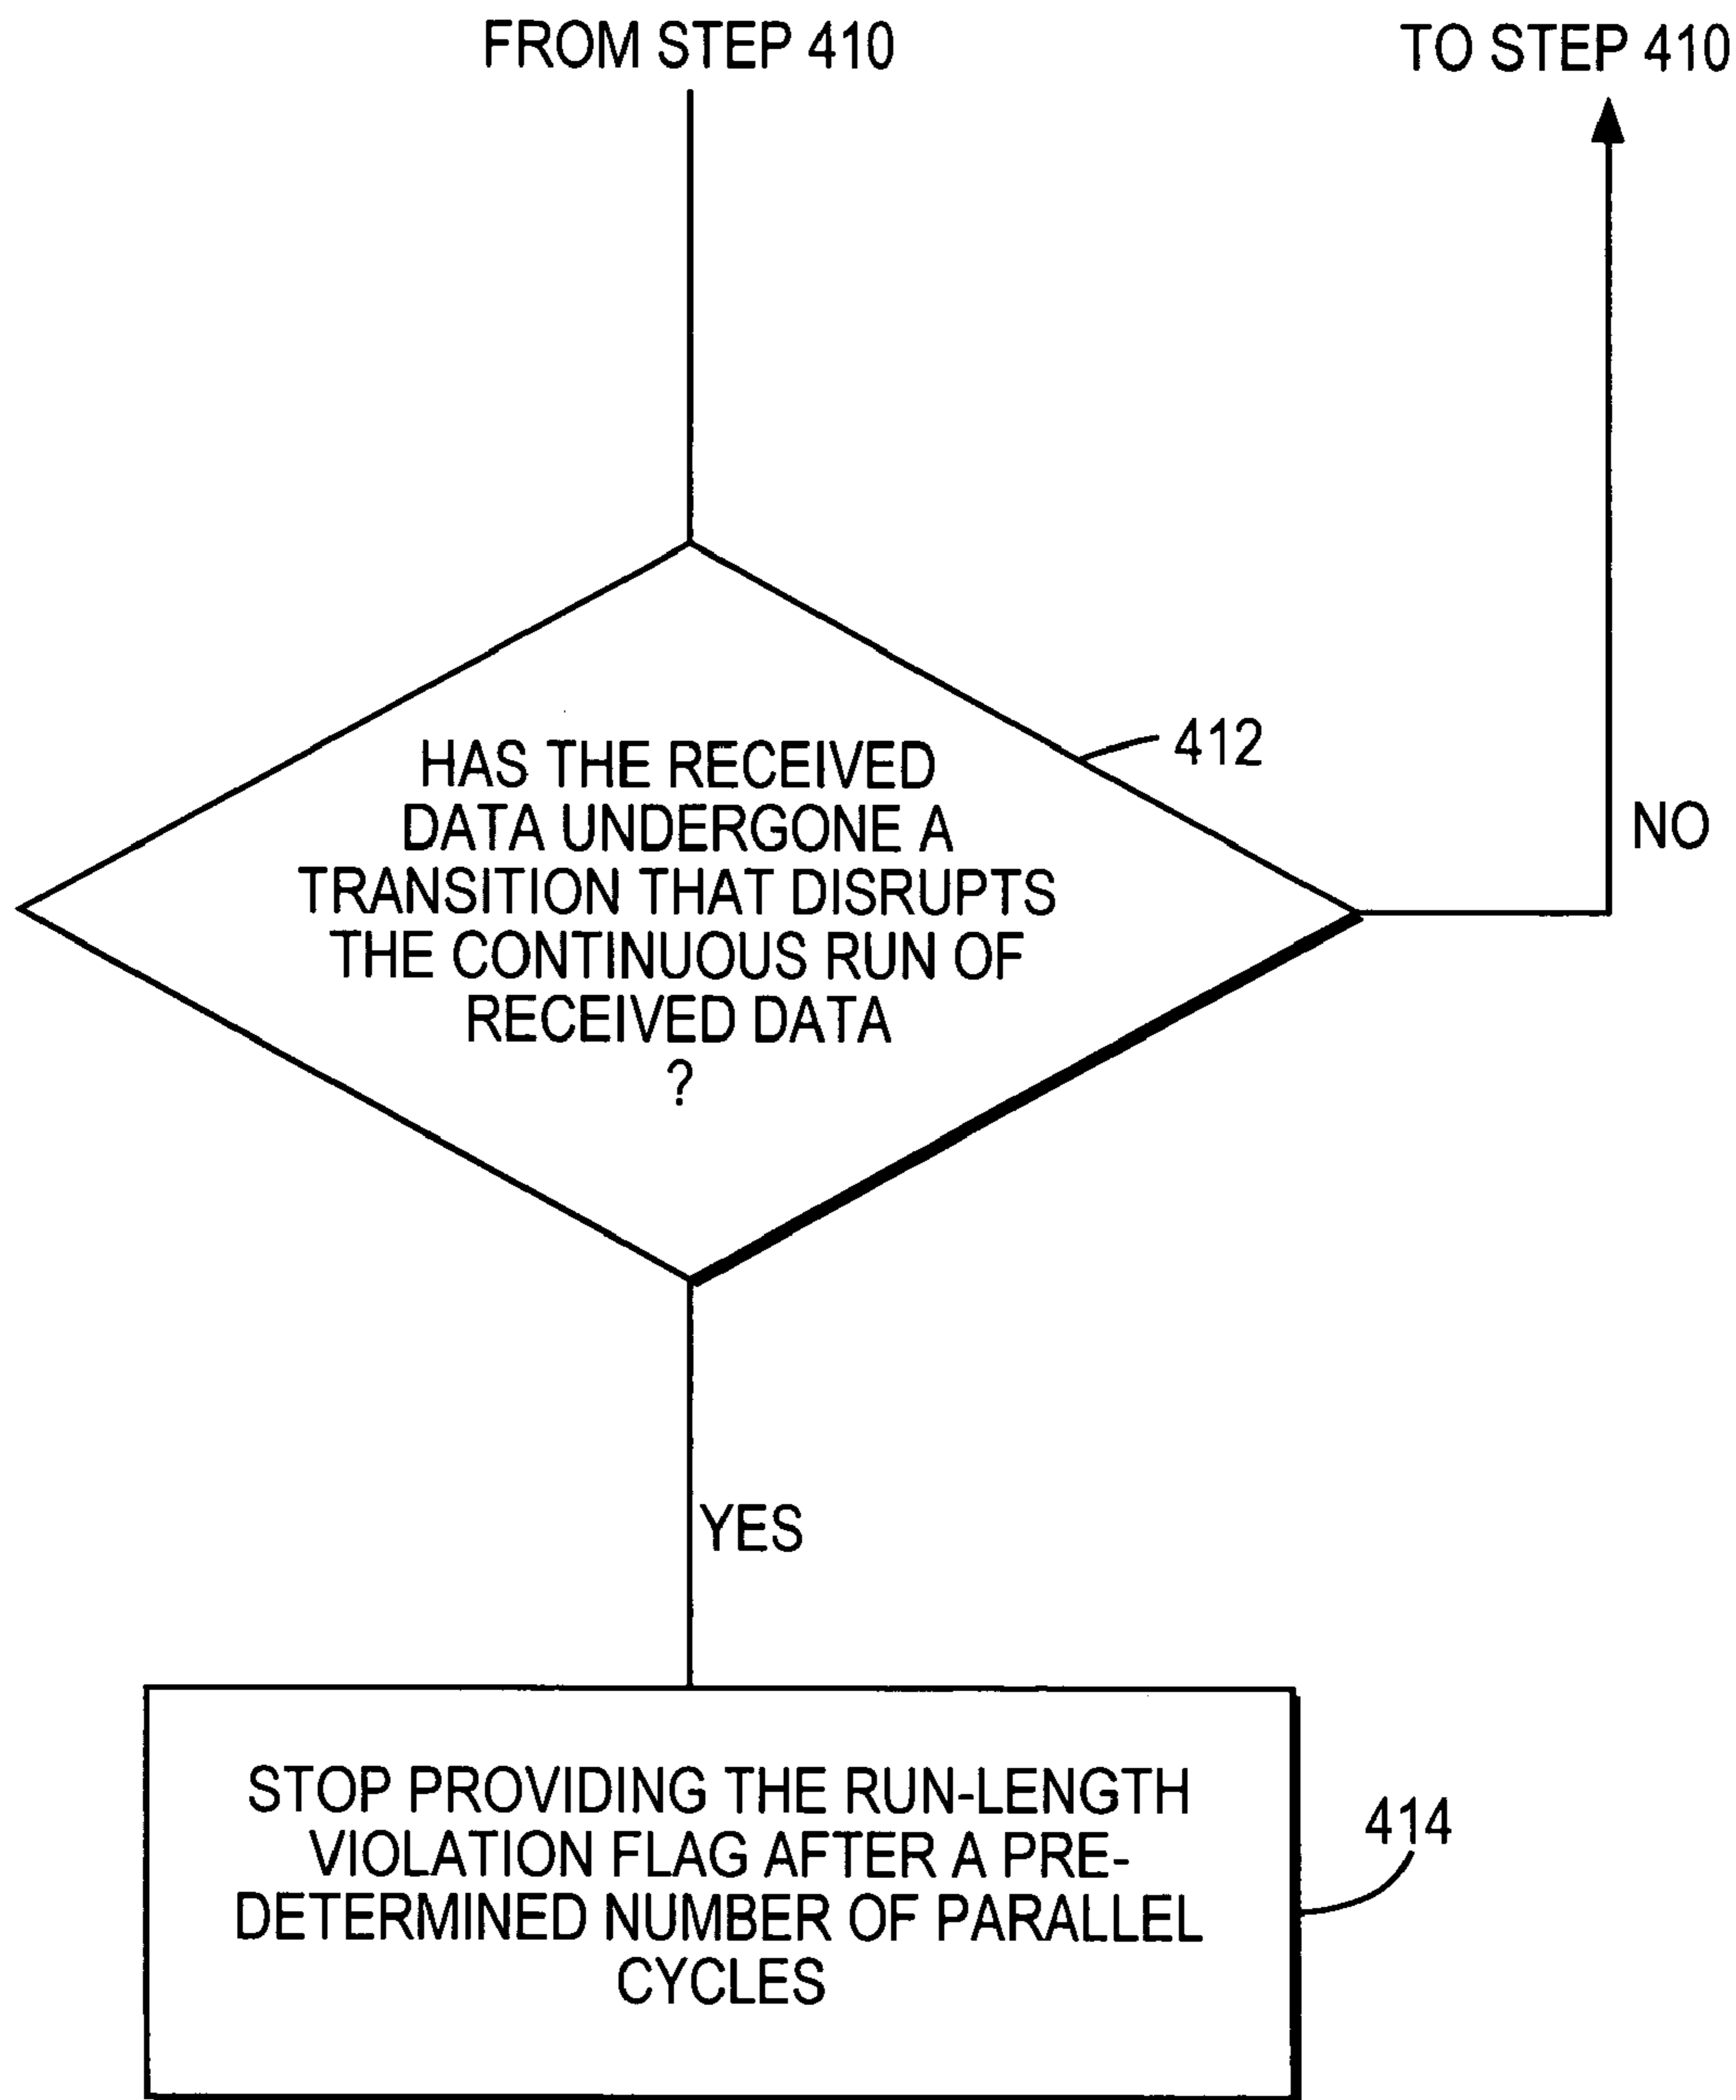 FROM STEP 410
TO STEP 410
HAS THE RECEIVED
DATA UNDERGONE A
TRANSITION THAT DISRUPTS
THE CONTINUOUS RUN OF
RECEIVED DATA
?
412
NO
YES
STOP PROVIDING THE RUN-LENGTH
VIOLATION FLAG AFTER A PRE-
DETERMINED NUMBER OF PARALLEL
CYCLES
414